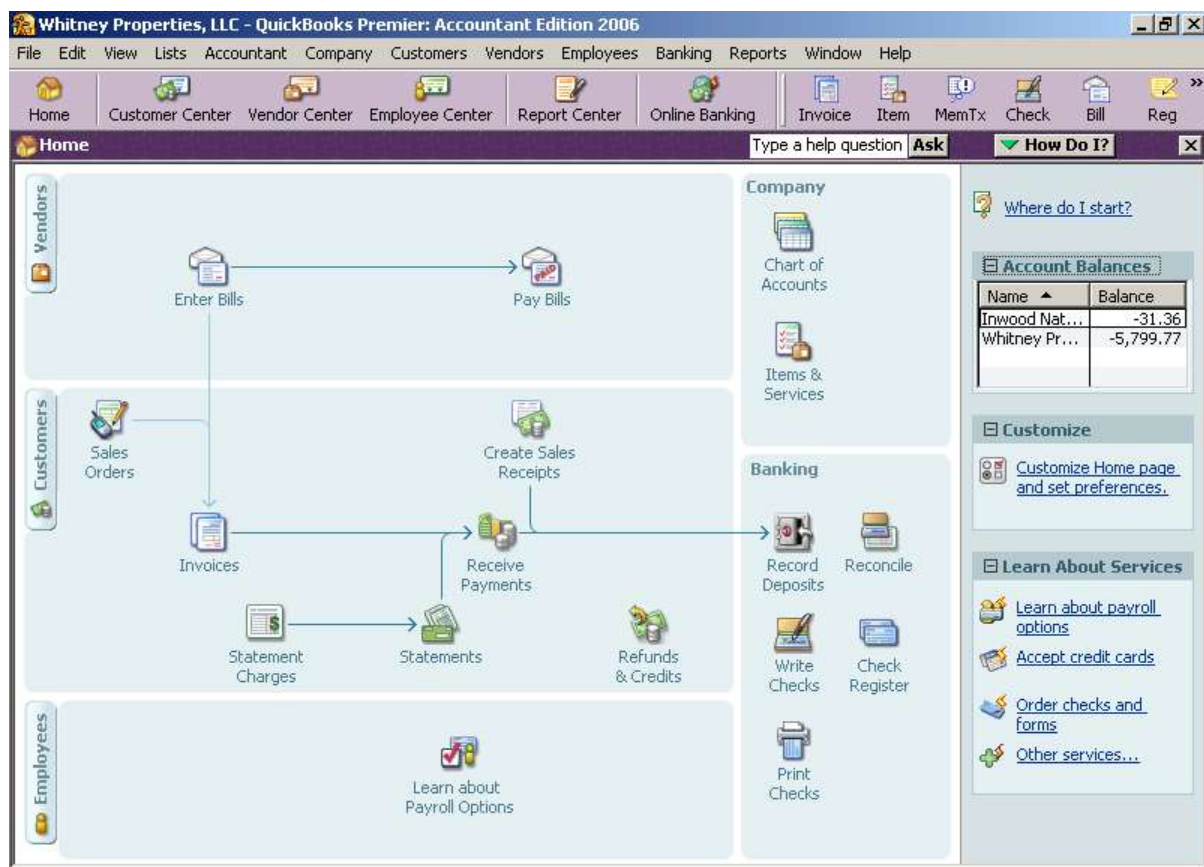 Whitney Properties, LLC - QuickBooks Premier: Accountant Edition 2006
File Edit View Lists Accountant Company Customers Vendors Employees Banking Reports Window Help
Home Customer Center Vendor Center Employee Center Report Center Online Banking Invoice Item MemTx Check Bill Reg »
Home Type a help question Ask How Do I?
Vendors
Enter Bills
Pay Bills
Customers
Sales
Orders
Create Sales
Receipts
Invoices
Receive
Payments
Statement
Charges
Statements
Refunds
& Credits
Employees
Learn about
Payroll Options
Company
Chart of
Accounts
Items &
Services
Banking
Record
Deposits
Reconcile
Write
Checks
Check
Register
Print
Checks
Where do I start?
Account Balances
Name Balance
Inwood Nat... -31.36
Whitney Pr... -5,799.77
Customize
Customize Home page
and set preferences.
Learn About Services
Learn about payroll
options
Accept credit cards
Order checks and
forms
Other services...